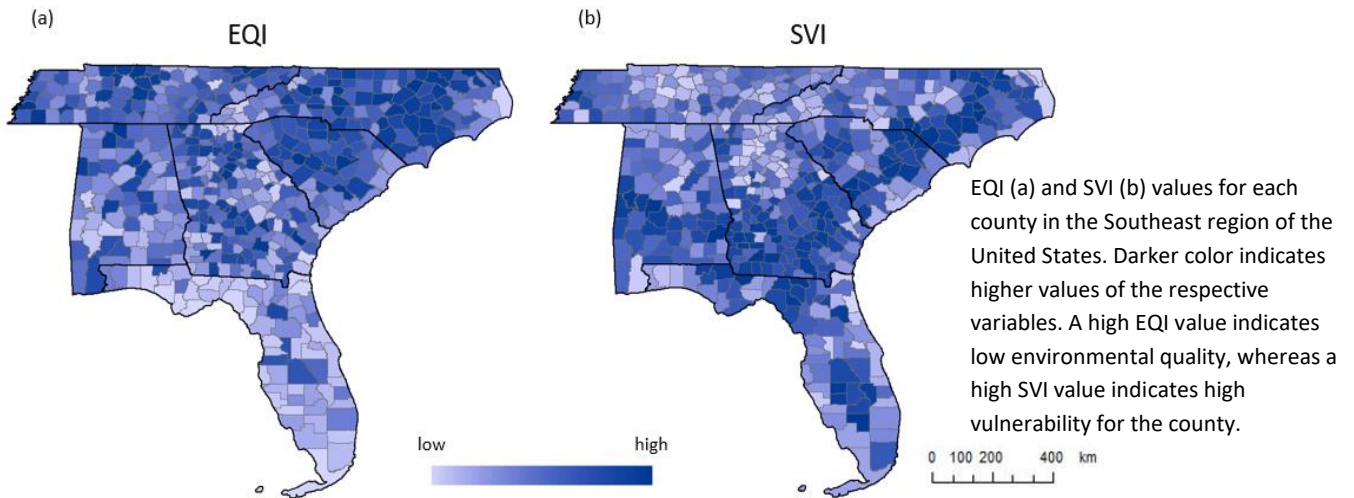 (a)
EQI
(b)
SVI
EQI (a) and SVI (b) values for each
county in the Southeast region of the
United States. Darker color indicates
higher values of the respective
variables. A high EQI value indicates
low environmental quality, whereas a
high SVI value indicates high
vulnerability for the county.
low high
0 100 200 400 km